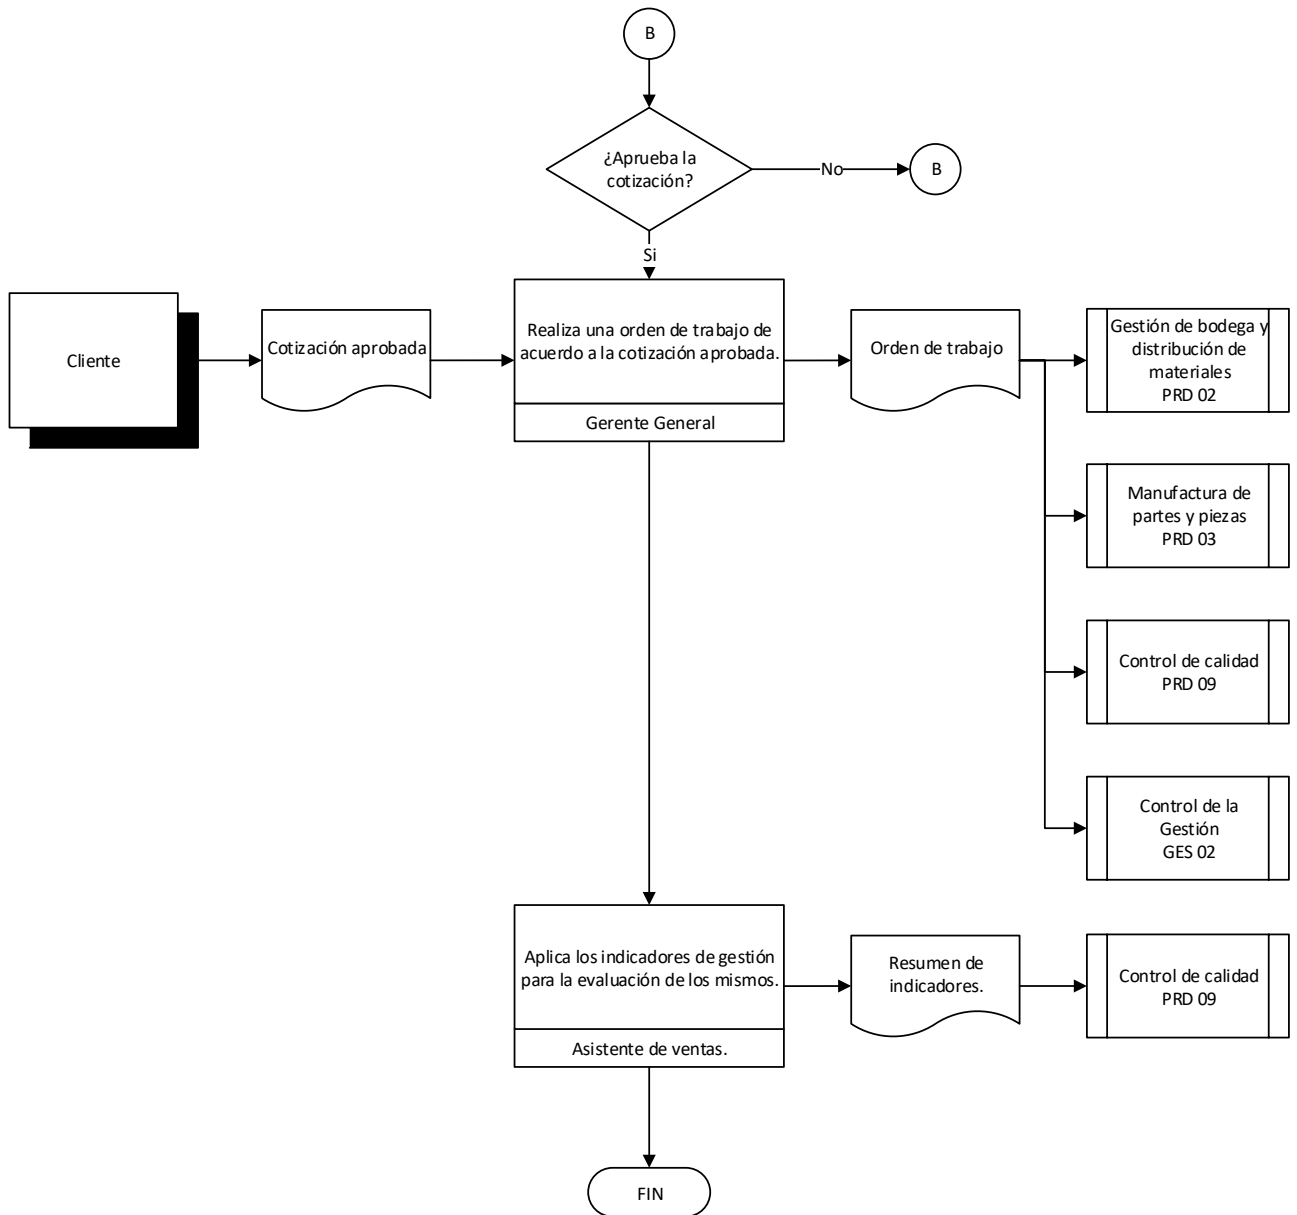 B
¿Aprueba la
cotización?
No
B
Si
Cliente
Cotización aprobada
Realiza una orden de trabajo de
acuerdo a la cotización aprobada.
Gerente General
Orden de trabajo
Gestión de bodega y
distribución de
materiales
PRD 02
Manufactura de
partes y piezas
PRD 03
Control de calidad
PRD 09
Control de la
Gestión
GES 02
Aplica los indicadores de gestión
para la evaluación de los mismos.
Asistente de ventas.
Resumen de
indicadores.
Control de calidad
PRD 09
FIN